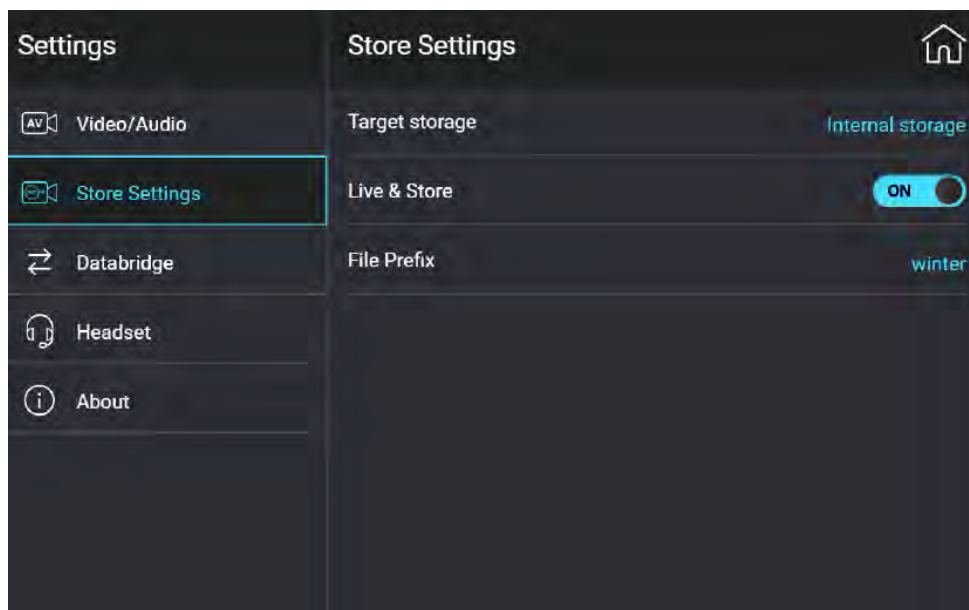 Settings
Store Settings
Video/Audio
Target storage
Internal storage
Store Settings
Live & Store
ON
Databridge
File Prefix
winter
Headset
About